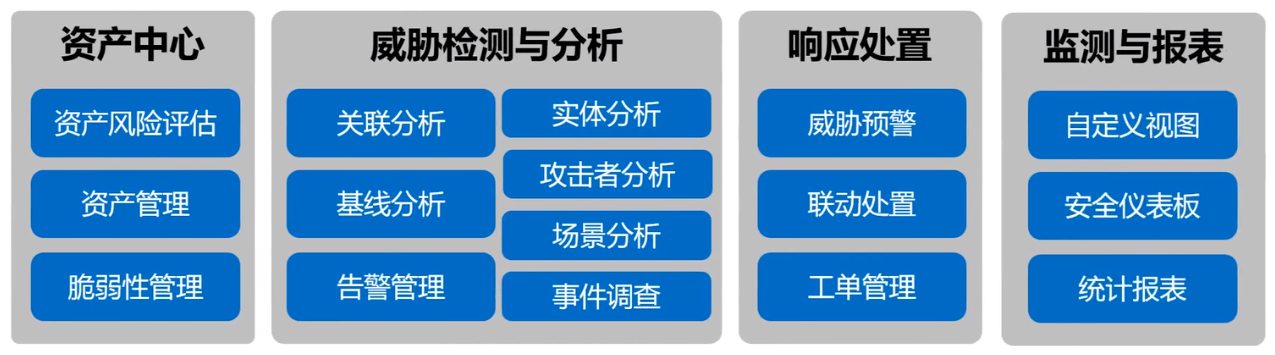 资产中心
资产风险评估
资产管理
脆弱性管理
威胁检测与分析
关联分析
基线分析
告警管理
实体分析
攻击者分析
场景分析
事件调查
响应处置
威胁预警
联动处置
工单管理
监测与报表
自定义视图
安全仪表板
统计报表